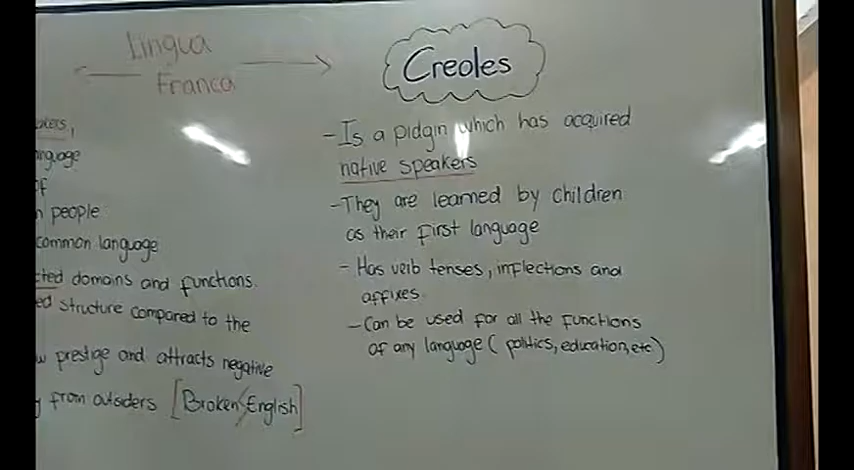 Lingua
Franca
akers,
anguage
of
n people
common language
cted domains and functions.
ed structure compared to the
w prestige and attracts negative
y from outsiders [Broken English]
Creoles
- Is a pidgin which has acquired
native speakers
- They are learned by children
as their first language
- Has verb tenses, inflections and
affixes.
- Can be used for all the functions
of any language ( politics, education, etc)